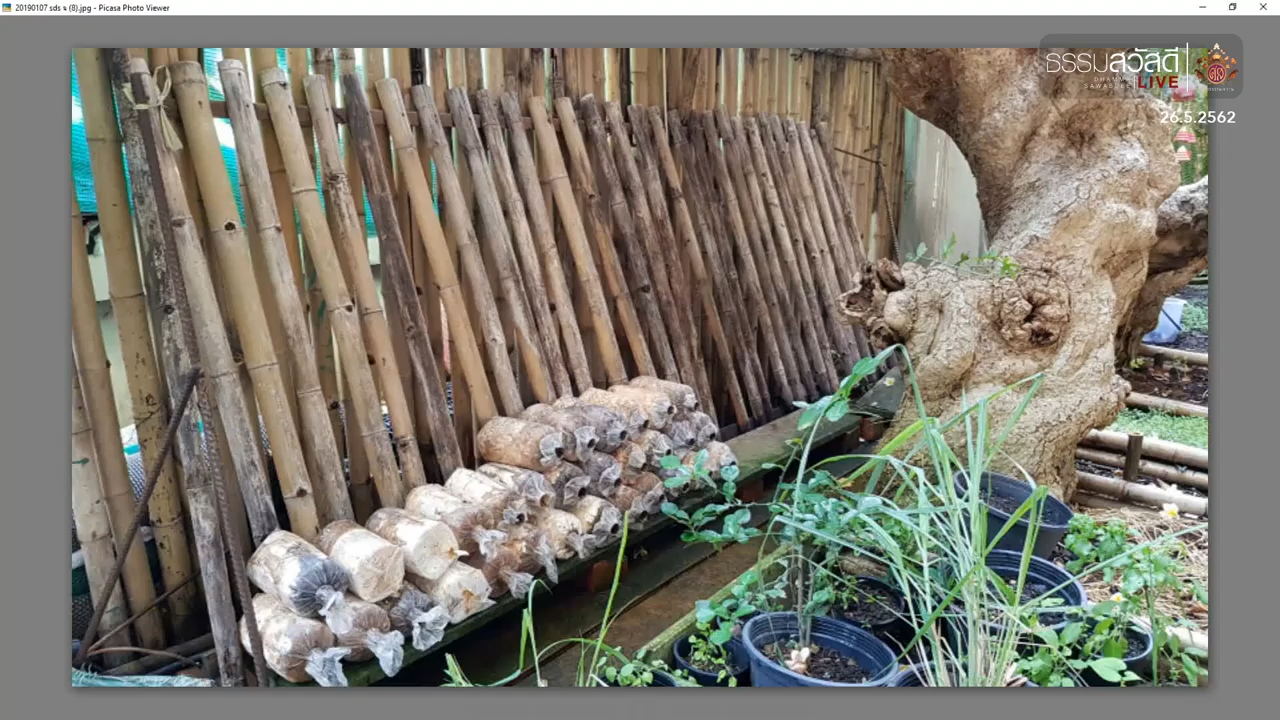 20190107 sds s (8).jpg - Picasa Photo Viewer
ธรรมสวัสดี
DHAMMA
SAWASDEE LIVE
26.5.2562